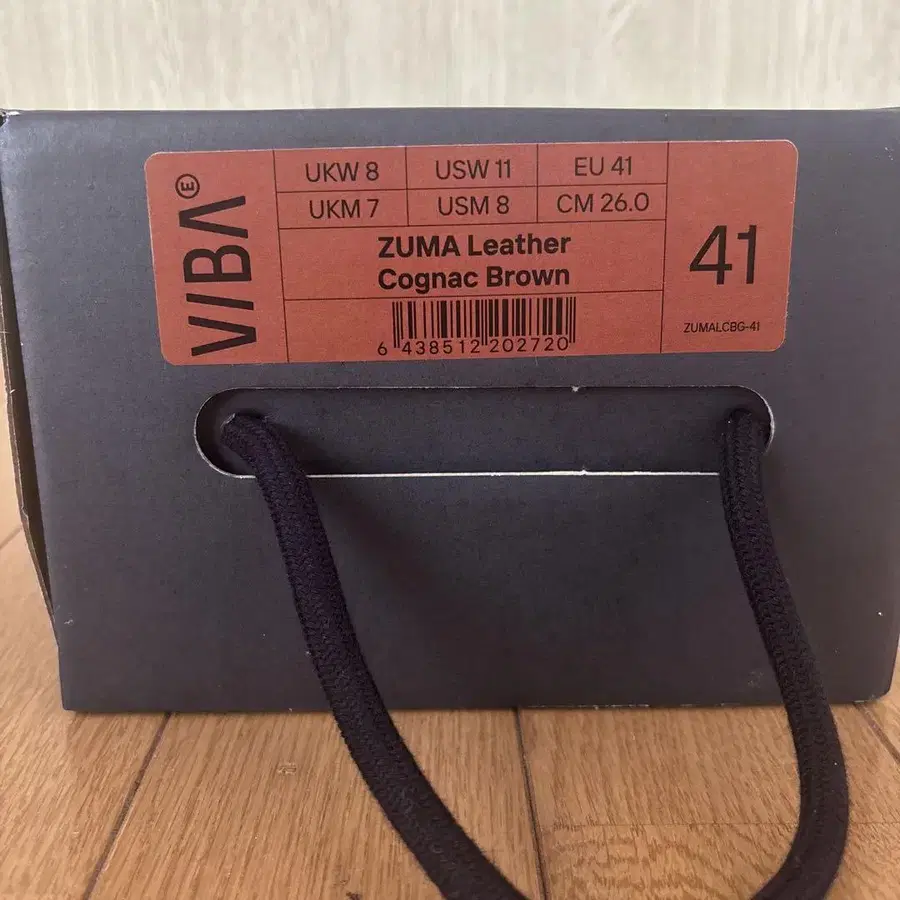 VIBΛE
UKW 8
USW 11
EU 41
UKM 7
USM 8
CM 26.0
ZUMA Leather
Cognac Brown
6 438512 202720
41
ZUMALCBG-41